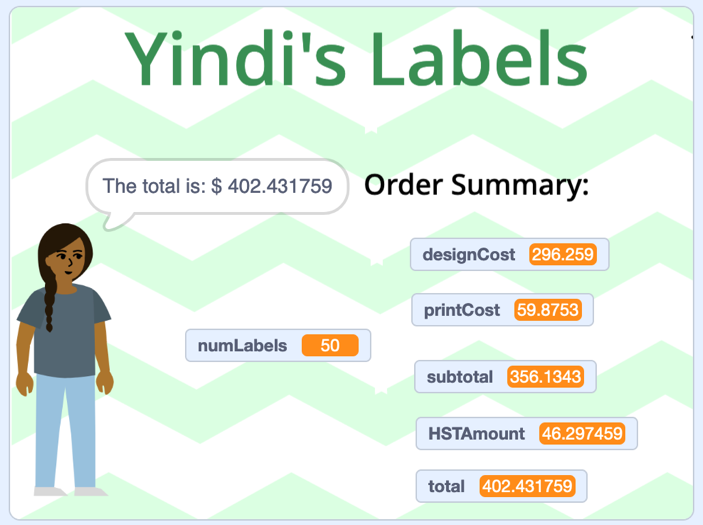 Yindi's Labels
The total is: $ 402.431759
Order Summary:
designCost 296.259
printCost 59.8753
numLabels 50
subtotal 356.1343
HSTAmount 46.297459
total 402.431759